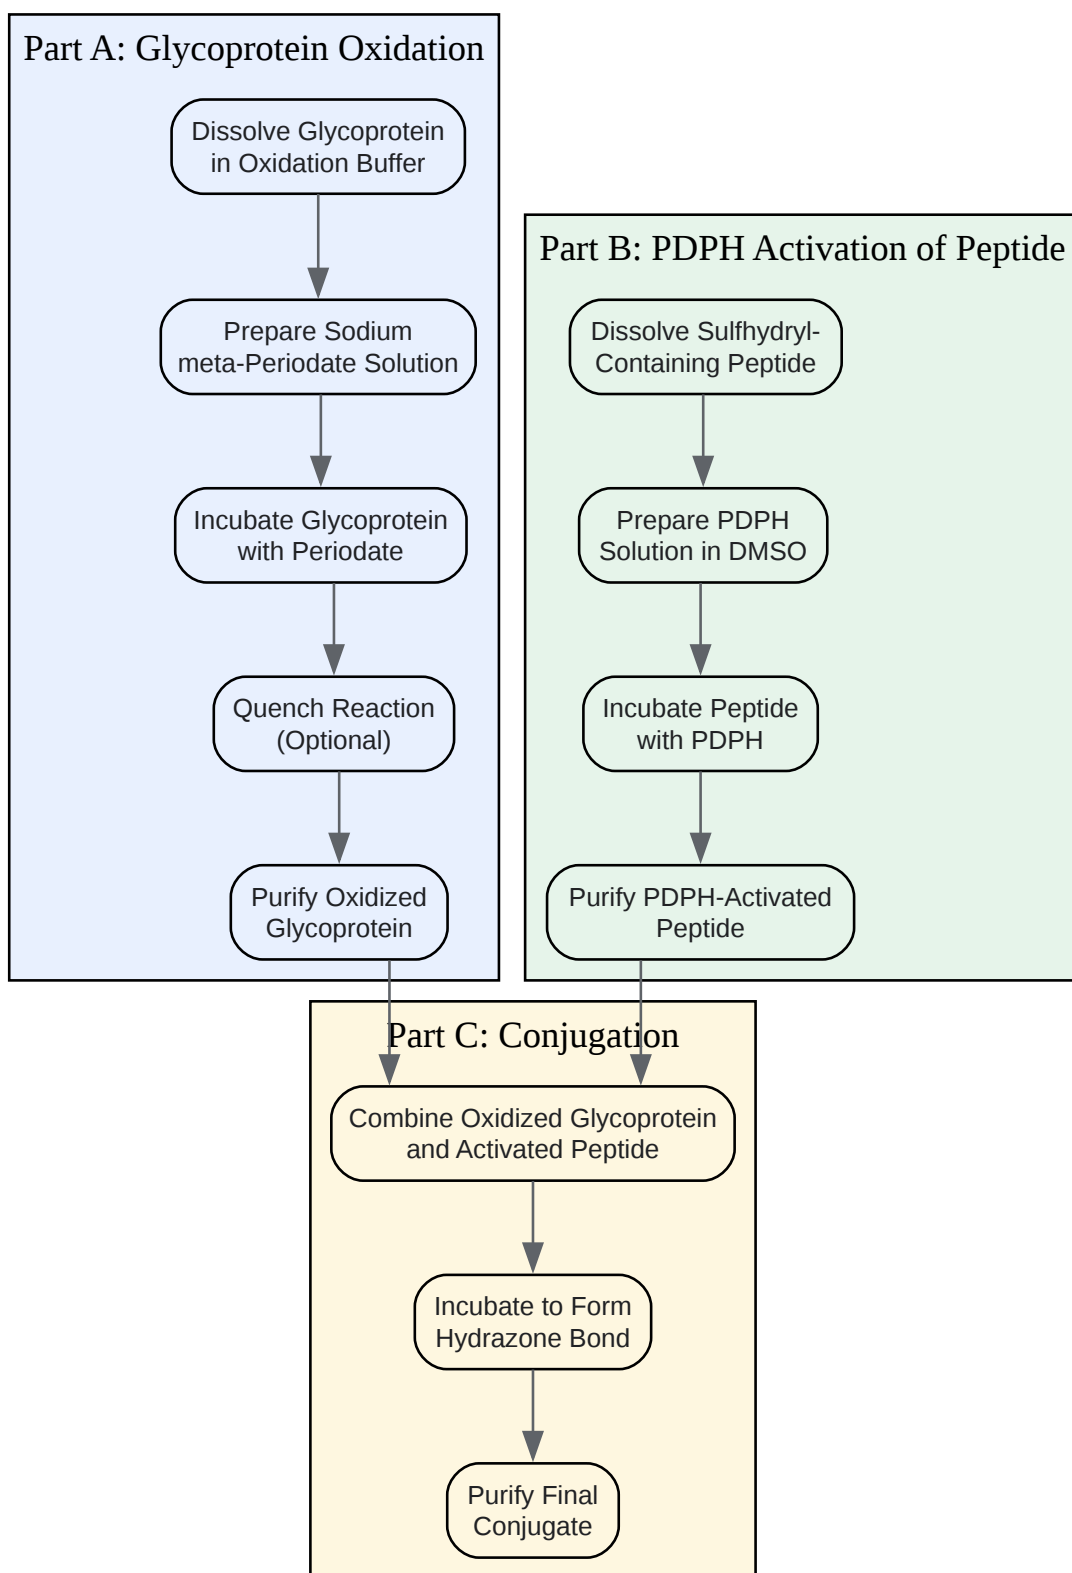 Part A: Glycoprotein Oxidation
Dissolve Glycoprotein
in Oxidation Buffer
Prepare Sodium
meta-Periodate Solution
Incubate Glycoprotein
with Periodate
Quench Reaction
(Optional)
Purify Oxidized
Glycoprotein
Part B: PDPH Activation of Peptide
Dissolve Sulfhydryl-
Containing Peptide
Prepare PDPH
Solution in DMSO
Incubate Peptide
with PDPH
Purify PDPH-Activated
Peptide
Part C: Conjugation
Combine Oxidized Glycoprotein
and Activated Peptide
Incubate to Form
Hydrazone Bond
Purify Final
Conjugate